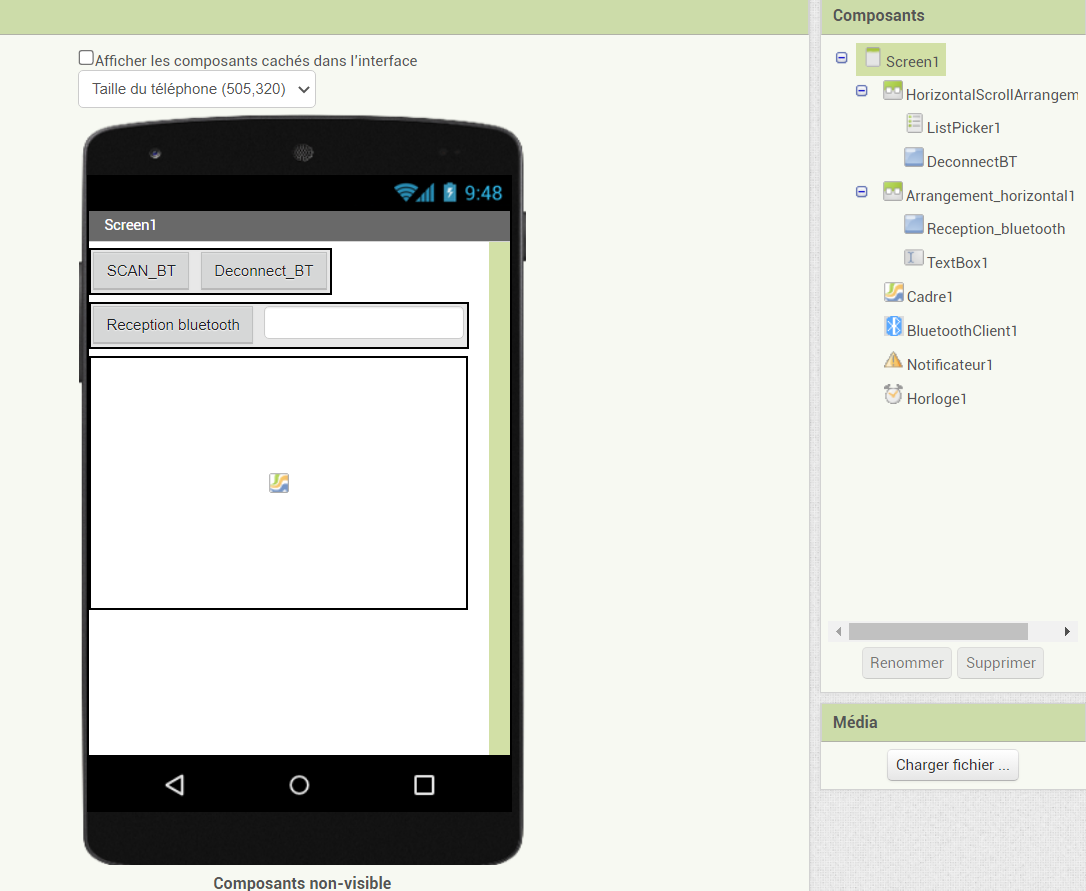 Composants
Afficher les composants cachés dans l'interface
Taille du téléphone (505,320)
9:48
Screen1
SCAN_BT
Deconnect_BT
Reception bluetooth
Composants non-visible
Screen1
HorizontalScrollArrangem
ListPicker1
DeconnectBT
Arrangement_horizontal1
Reception_bluetooth
TextBox1
Cadre1
BluetoothClient1
Notificateur1
Horloge1
Renommer
Supprimer
Média
Charger fichier ...